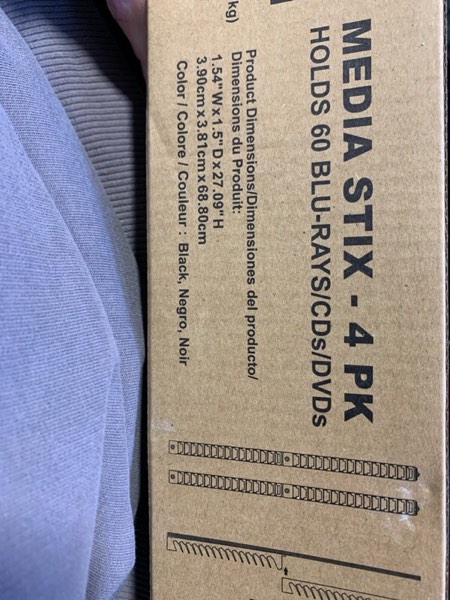 MEDIA STIX - 4 PK
HOLDS 60 BLU-RAYS/CDs/DVDs
Product Dimensions/Dimensiones del producto/
Dimensions du Produit:
1.54"W x 1.5"D x 27.09"H
3.90cm x 3.81cm x 68.80cm
Color / Colore / Couleur : Black, Negro, Noir
kg)